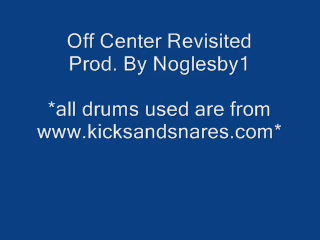 Off Center Revisited
Prod. By Noglesby1
*all drums used are from
www.kicksandsnares.com*